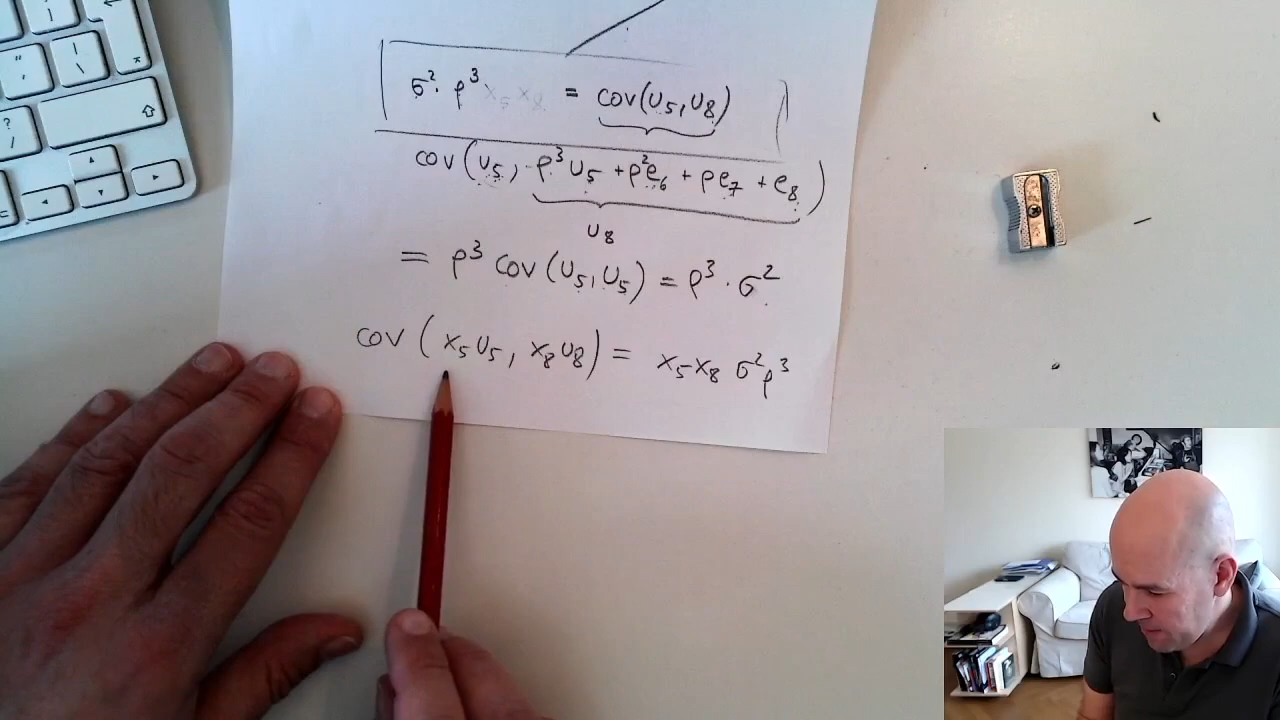 σ²· ρ³ x₅x₈ = cov(u₅,u₈)
cov(u₅, ρ³u₅ + ρ²e₆ + ρe₇ + e₈)
u₈
= ρ³ cov(u₅,u₅) = ρ³· σ²
cov(x₅u₅, x₈u₈) = x₅x₈ σ²ρ³